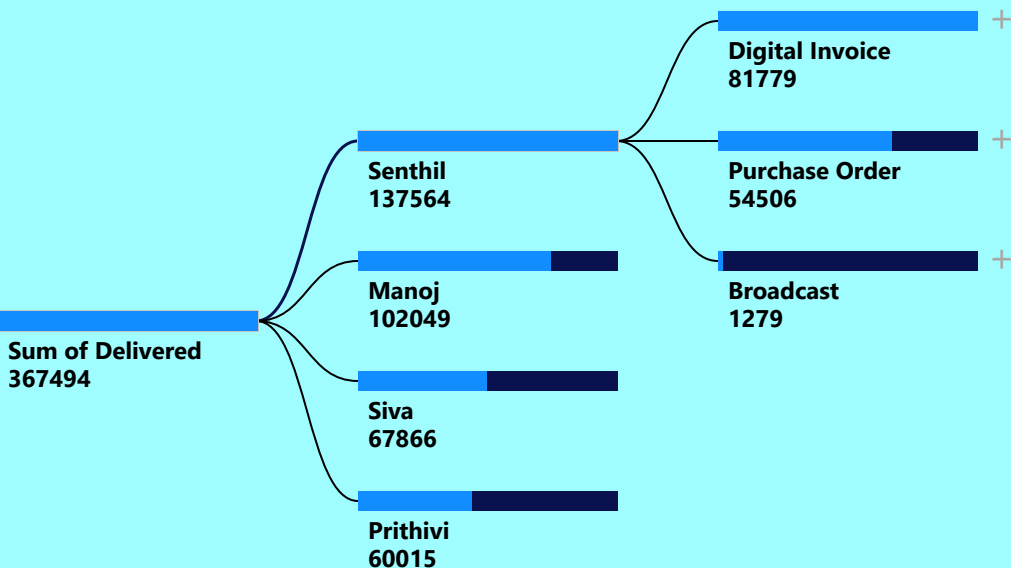 Digital Invoice
81779
Senthil
137564
Purchase Order
54506
Manoj
102049
Broadcast
1279
Sum of Delivered
367494
Siva
67866
Prithivi
60015